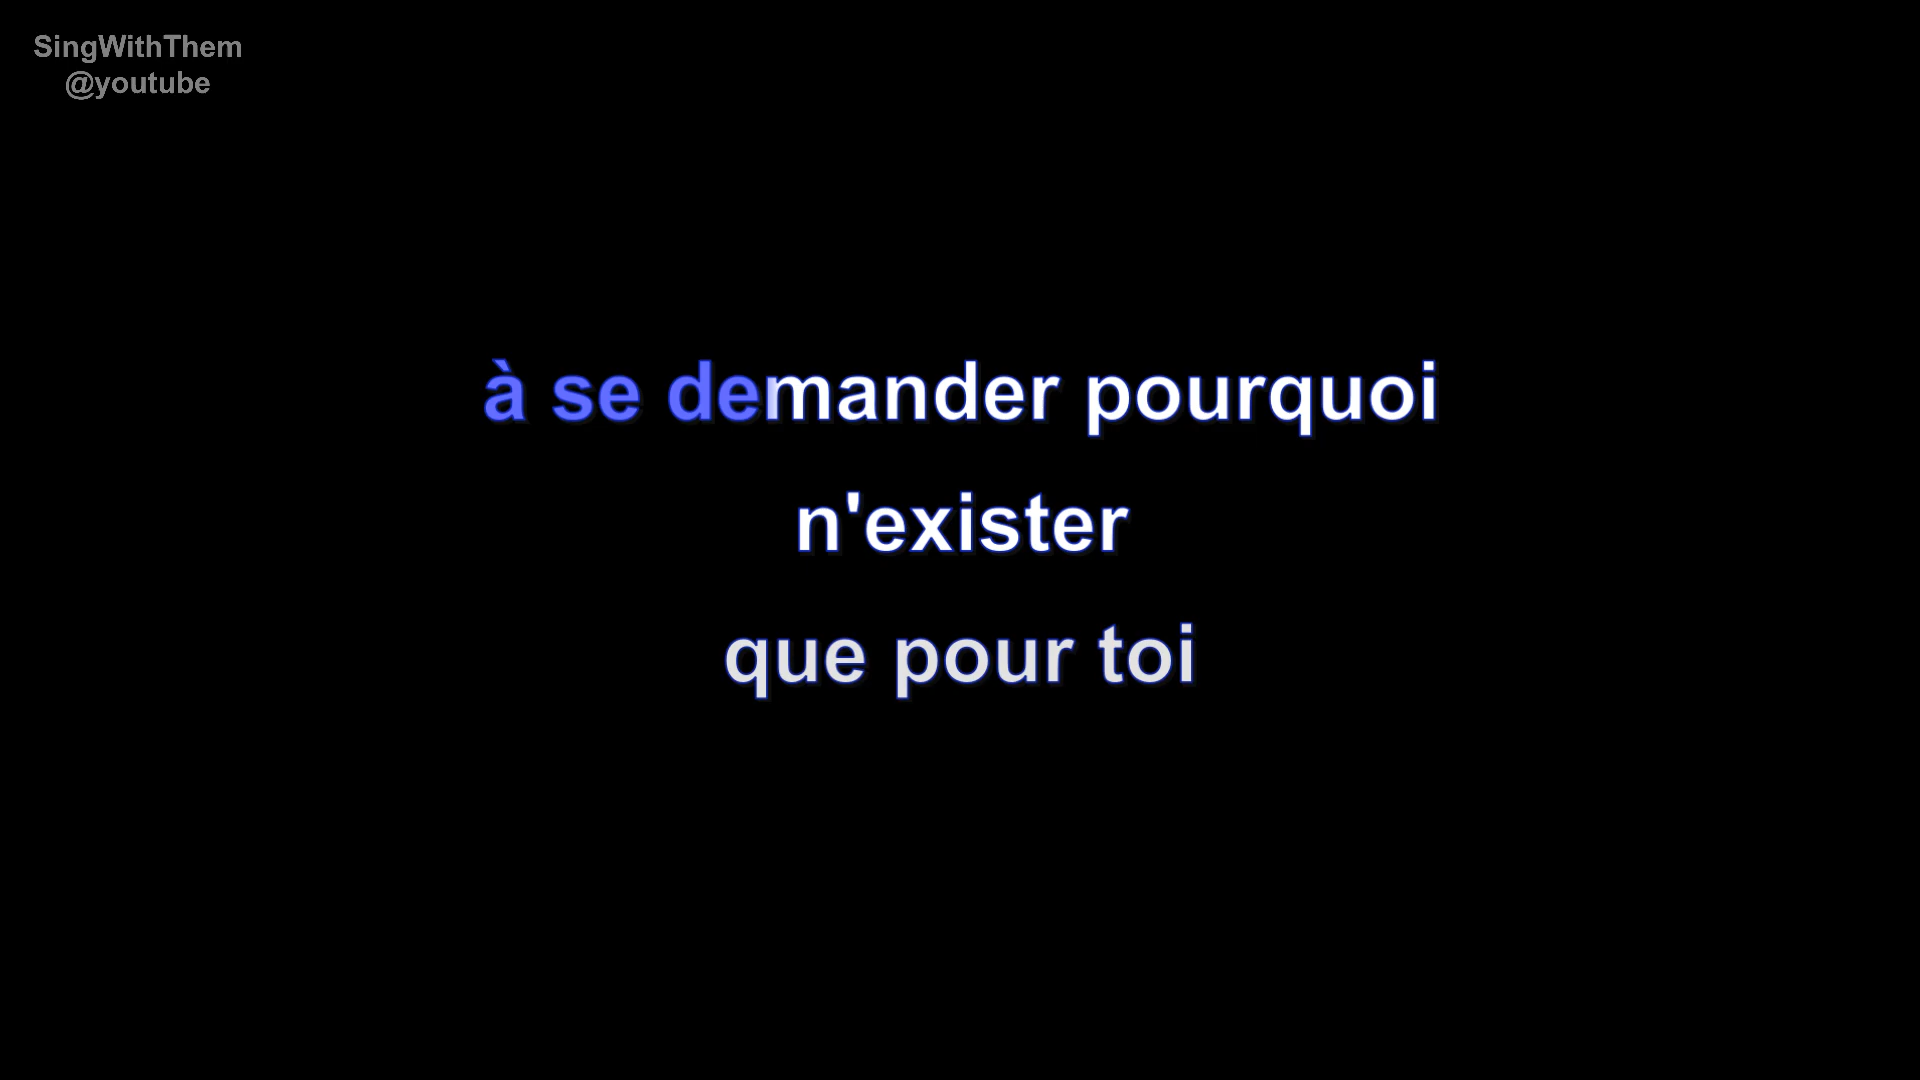 SingWithThem
@youtube
à se demander pourquoi
n'exister
que pour toi